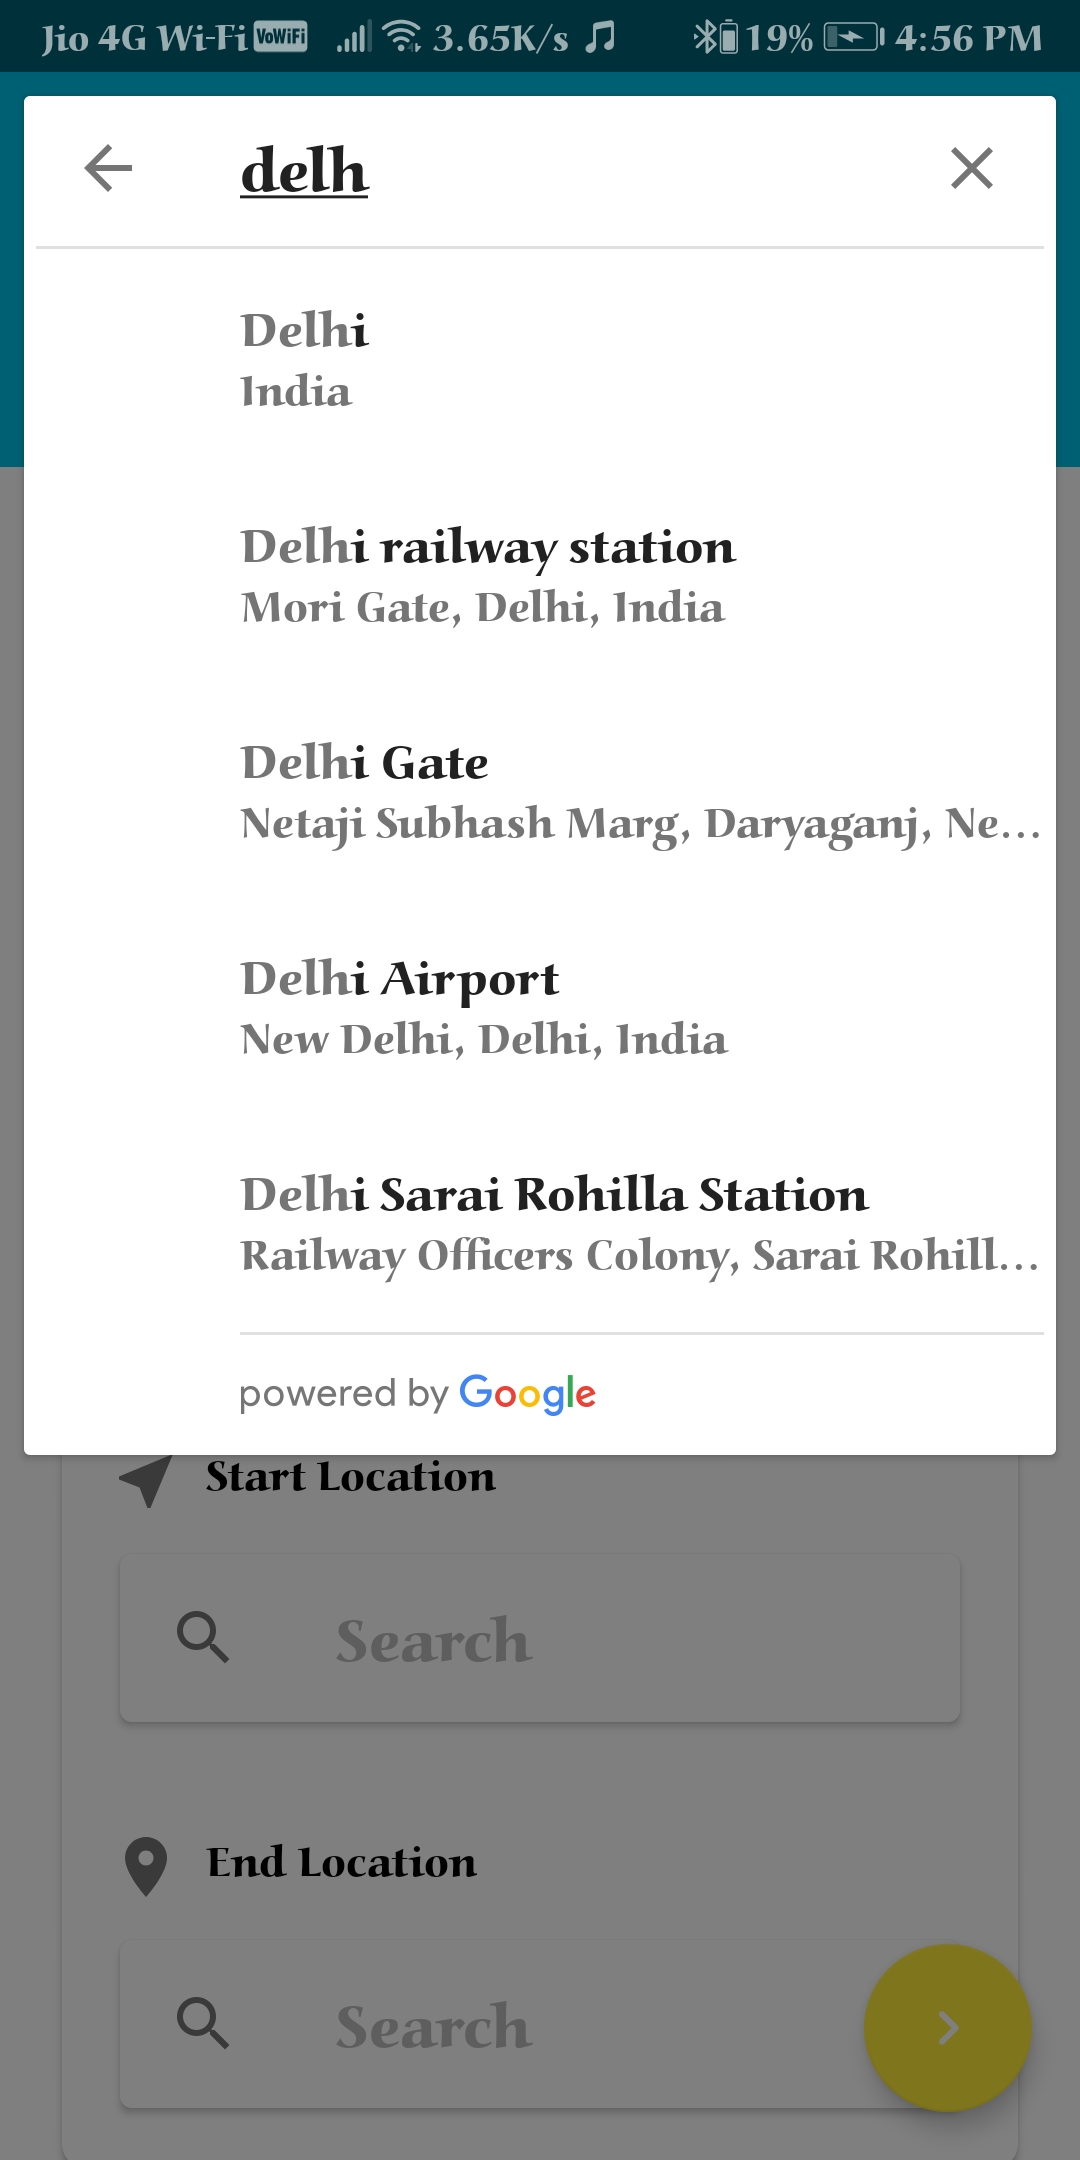 Jio 4G Wi-Fi VoWiFi 3.65K/s 19% 4:56 PM
delh
Delhi
India
Delhi railway station
Mori Gate, Delhi, India
Delhi Gate
Netaji Subhash Marg, Daryaganj, Ne...
Delhi Airport
New Delhi, Delhi, India
Delhi Sarai Rohilla Station
Railway Officers Colony, Sarai Rohill...
powered by Google
Start Location
Search
End Location
Search